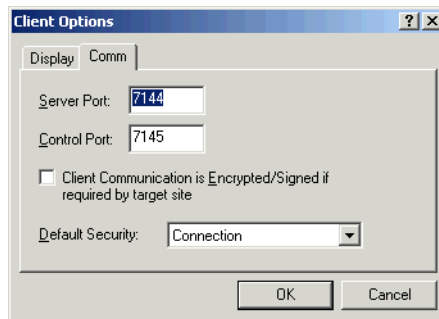 Client Options
Display Comm
Server Port: 7144
Control Port: 7145
Client Communication is Encrypted/Signed if
required by target site
Default Security: Connection
OK Cancel